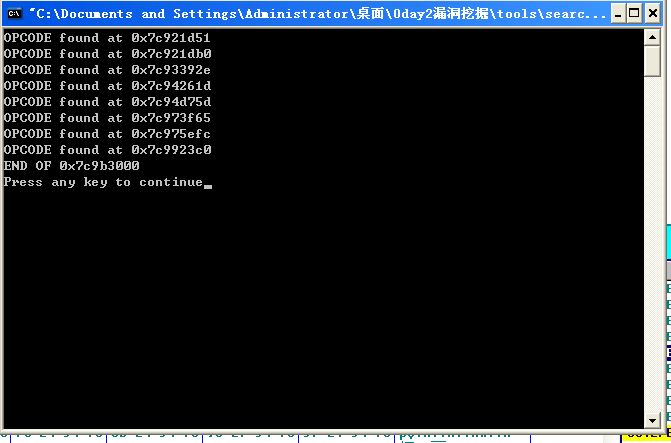 "C:\Documents and Settings\Administrator\桌面\0day2漏洞挖掘\tools\searc...
OPCODE found at 0x7c921d51
OPCODE found at 0x7c921db0
OPCODE found at 0x7c93392e
OPCODE found at 0x7c94261d
OPCODE found at 0x7c94d75d
OPCODE found at 0x7c973f65
OPCODE found at 0x7c975efc
OPCODE found at 0x7c9923c0
END OF 0x7c9b3000
Press any key to continue